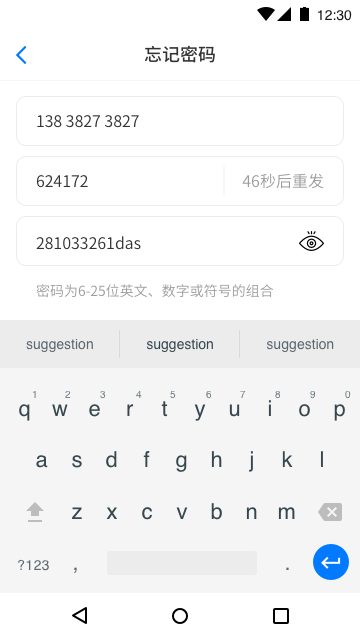 12:30
忘记密码
138 3827 3827
624172 46秒后重发
281033261das
密码为6-25位英文、数字或符号的组合
suggestion suggestion suggestion
1 2 3 4 5 6 7 8 9 0
q w e r t y u i o p
a s d f g h j k l
z x c v b n m
?123 , .